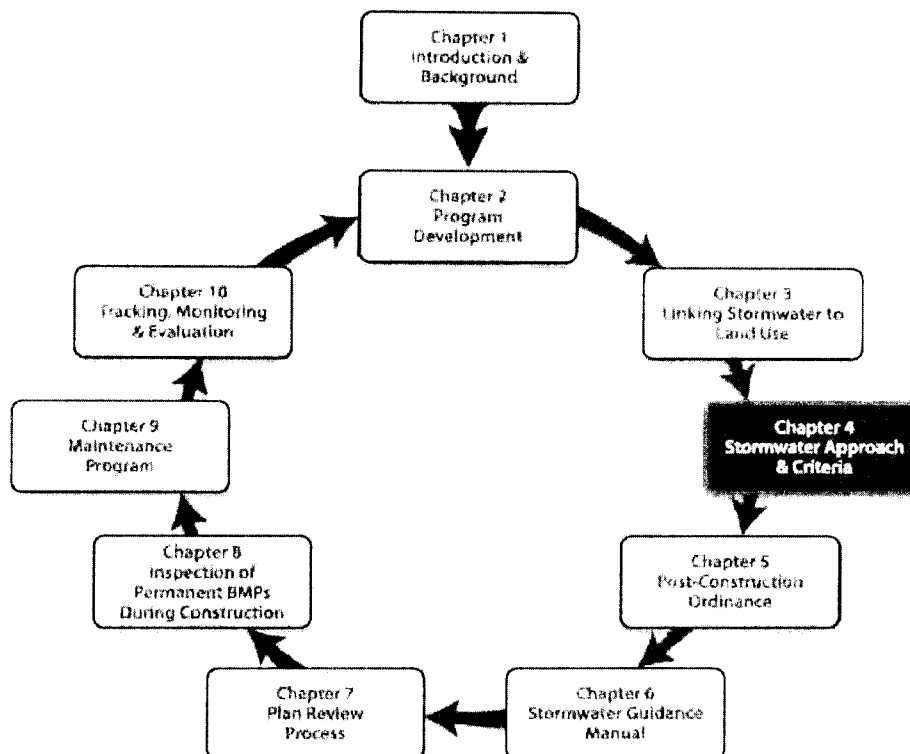 Chapter 1
Introduction &
Background
Chapter 2
Program
Development
Chapter 3
Linking Stormwater to
Land Use
Chapter 4
Stormwater Approach
& Criteria
Chapter 5
Post-Construction
Ordinance
Chapter 6
Stormwater Guidance
Manual
Chapter 7
Plan Review
Process
Chapter 8
Inspection of
Permanent BMPs
During Construction
Chapter 9
Maintenance
Program
Chapter 10
Tracking, Monitoring
& Evaluation